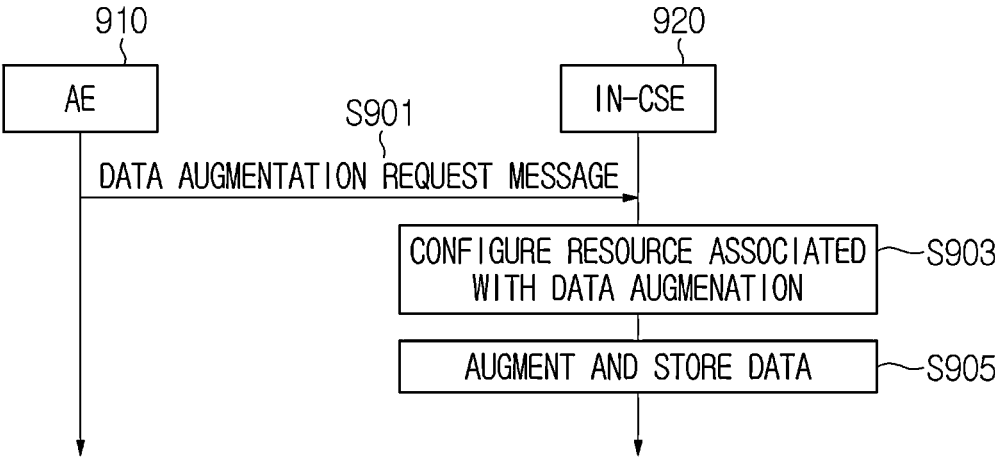 910
920
AE
IN-CSE
S901
DATA AUGMENTATION REQUEST MESSAGE
CONFIGURE RESOURCE ASSOCIATED
WITH DATA AUGMENATION
S903
AUGMENT AND STORE DATA
S905